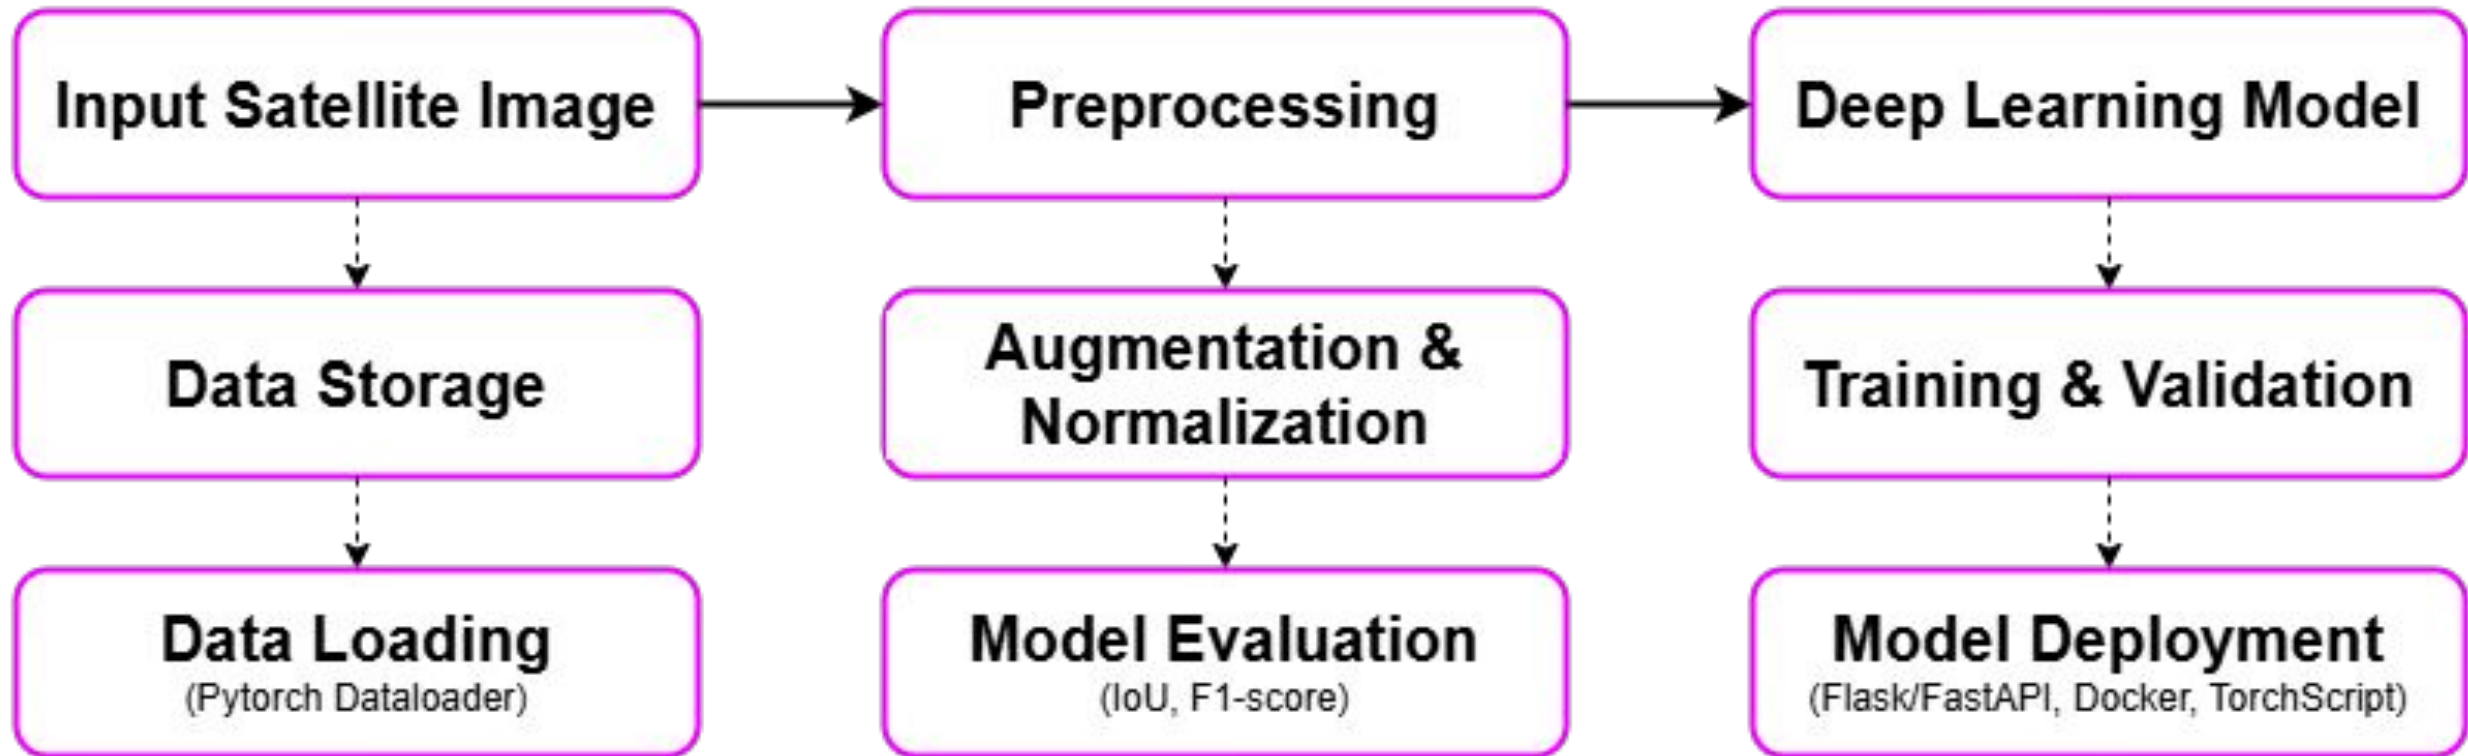 Input Satellite Image
Preprocessing
Deep Learning Model
Data Storage
Augmentation &
Normalization
Training & Validation
Data Loading
(Pytorch Dataloader)
Model Evaluation
(IoU, F1-score)
Model Deployment
(Flask/FastAPI, Docker, TorchScript)